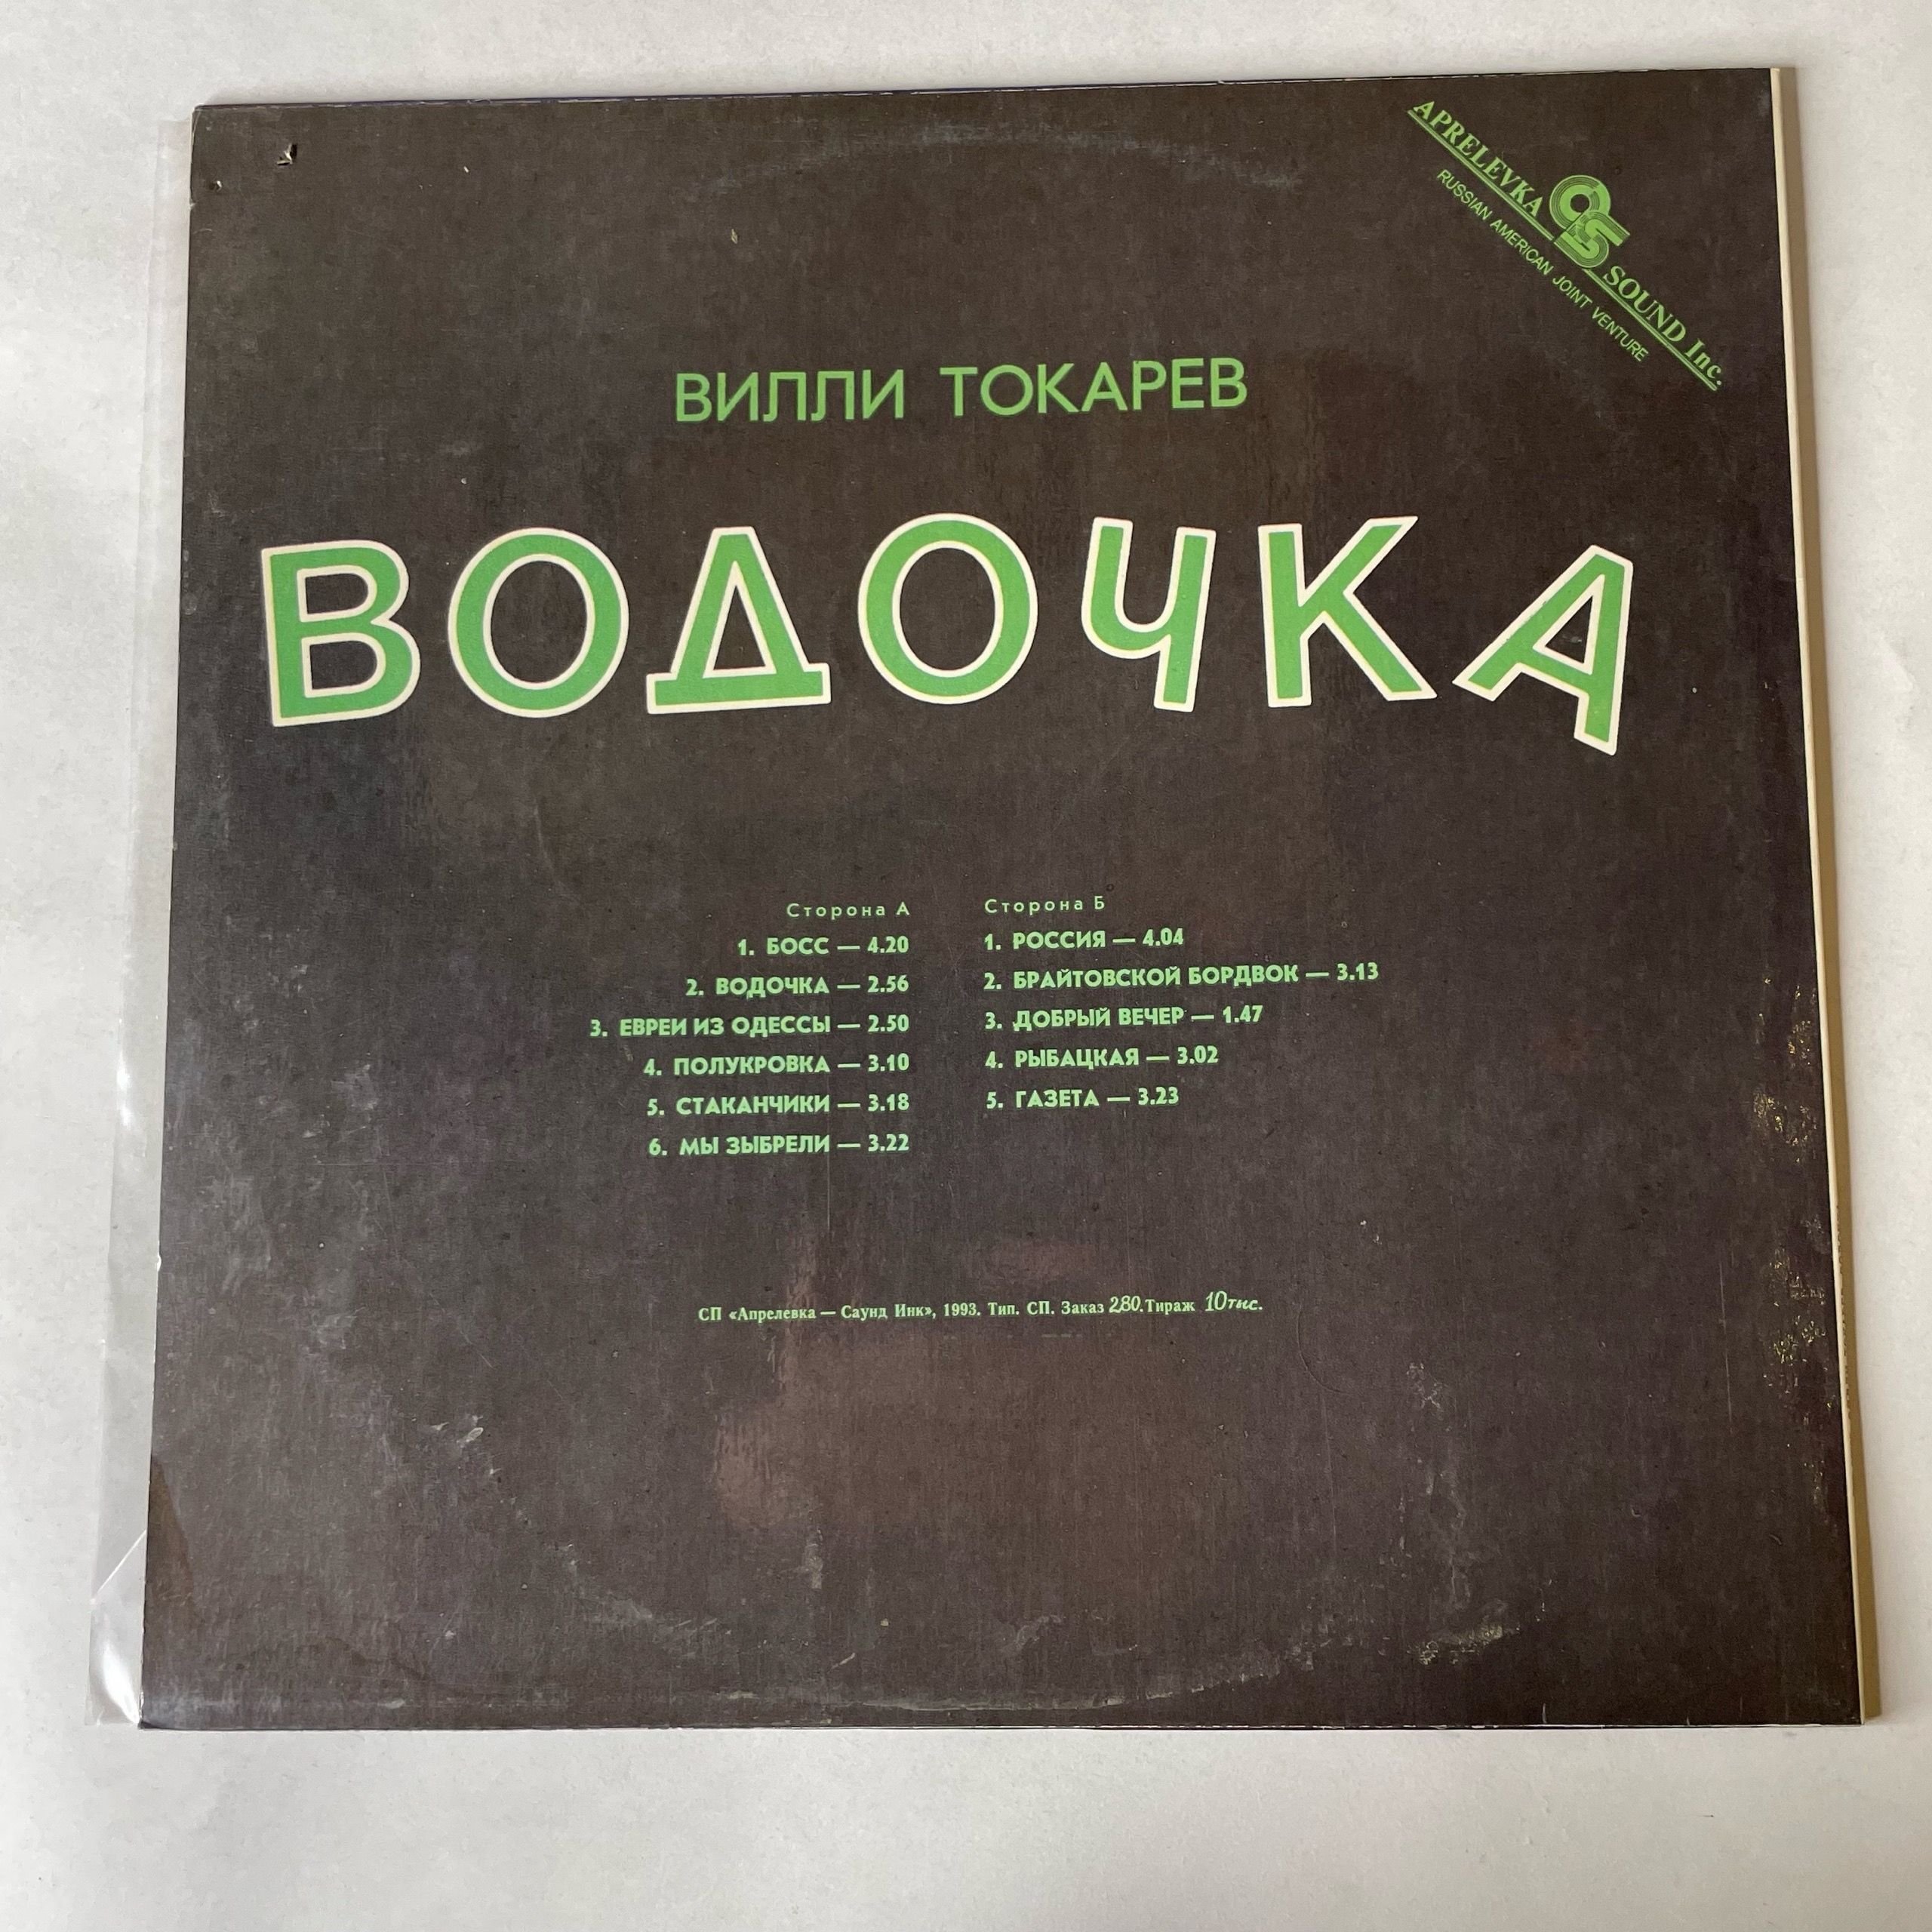 APRELEVKA SOUND Inc.
RUSSIAN AMERICAN JOINT VENTURE
ВИЛЛИ ТОКАРЕВ
ВОДОЧКА
Сторона А
1. БОСС — 4.20
2. ВОДОЧКА — 2.56
3. ЕВРЕИ ИЗ ОДЕССЫ — 2.50
4. ПОЛУКРОВКА — 3.10
5. СТАКАНЧИКИ — 3.18
6. МЫ ЗЫБРЕЛИ — 3.22
Сторона Б
1. РОССИЯ — 4.04
2. БРАЙТОВСКОЙ БОРДВОК — 3.13
3. ДОБРЫЙ ВЕЧЕР — 1.47
4. РЫБАЦКАЯ — 3.02
5. ГАЗЕТА — 3.23
СП «Апрелевка — Саунд Инк», 1993. Тип. СП. Заказ 280. Тираж 10 тыс.